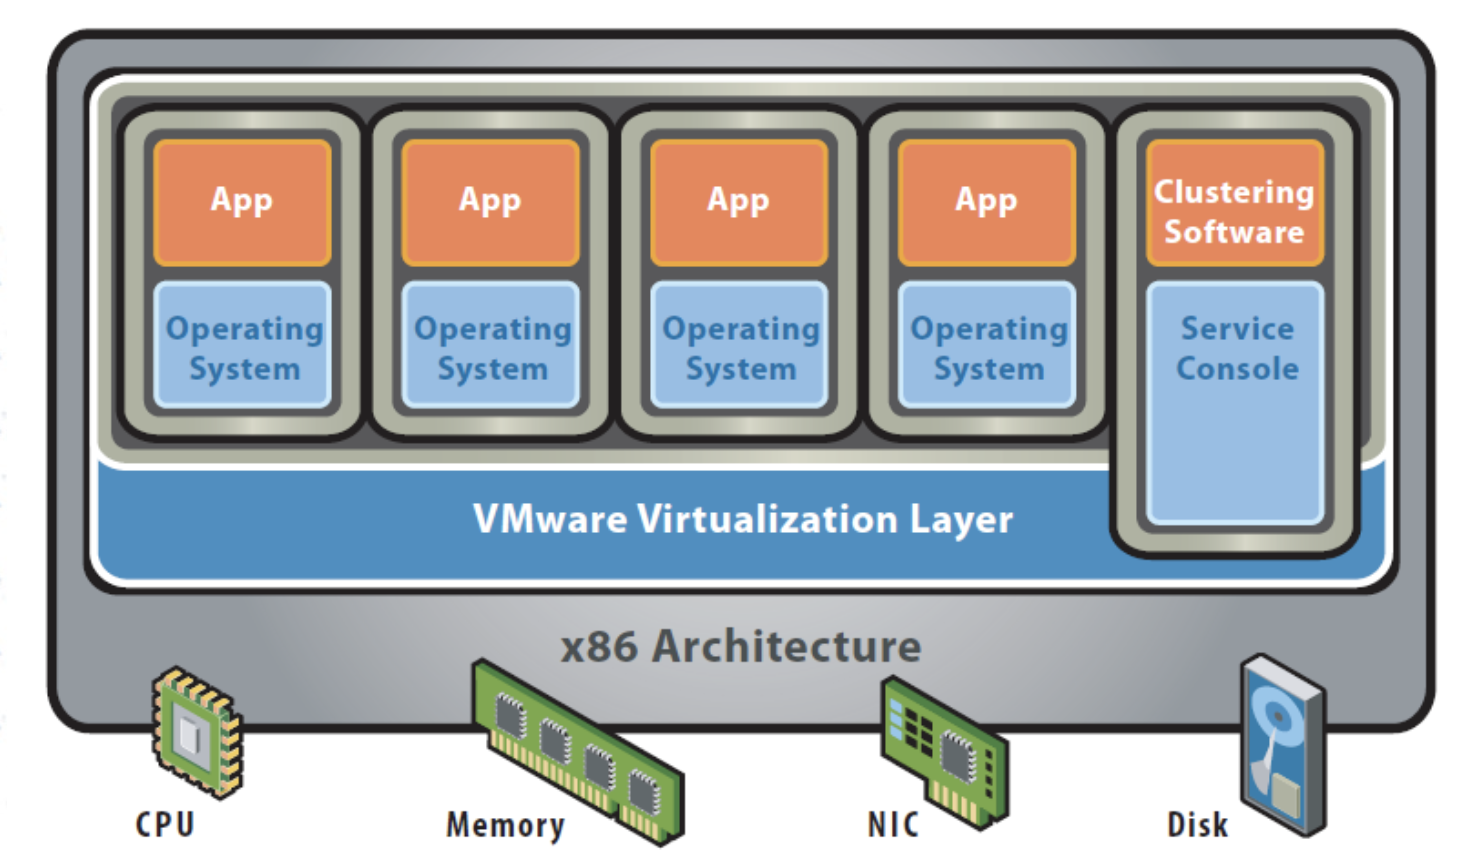 App
App
App
App
Clustering
Software
Operating
System
Operating
System
Operating
System
Operating
System
Service
Console
VMware Virtualization Layer
x86 Architecture
CPU
Memory
NIC
Disk